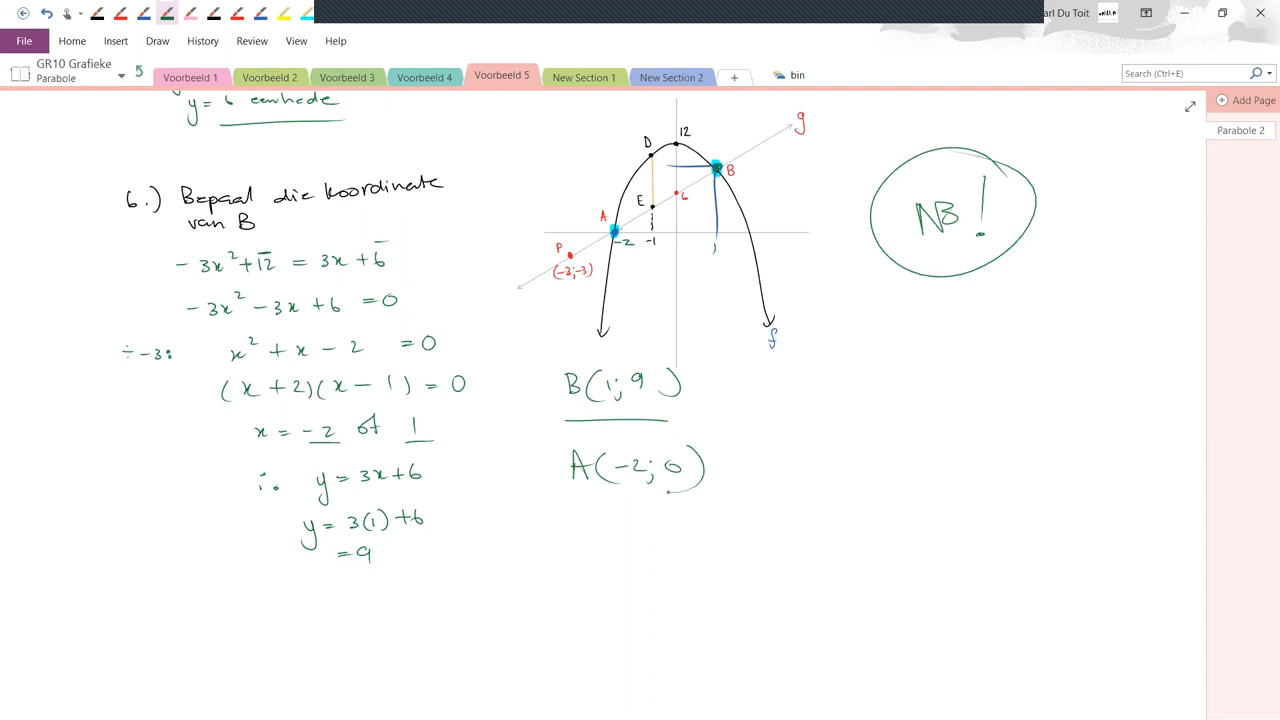 arl Du Toit
File Home Insert Draw History Review View Help
GR10 Grafieke
Parabole
Voorbeeld 1 Voorbeeld 2 Voorbeeld 3 Voorbeeld 4 Voorbeeld 5 New Section 1 New Section 2 + bin
Search (Ctrl+E)
Add Page
Parabole 2
y = 6 eenhede
6.) Bepaal die koordinate
van B
-3x² + 12 = 3x + 6
-3x² - 3x + 6 = 0
÷ -3: x² + x - 2 = 0
(x + 2)(x - 1) = 0
x = -2 of 1
∴ y = 3x + 6
y = 3(1) + 6
= 9
g
12
D
B
6
E
A
-2
-1
1
P
(-3;-3)
f
B(1; 9)
A(-2; 0)
NB!